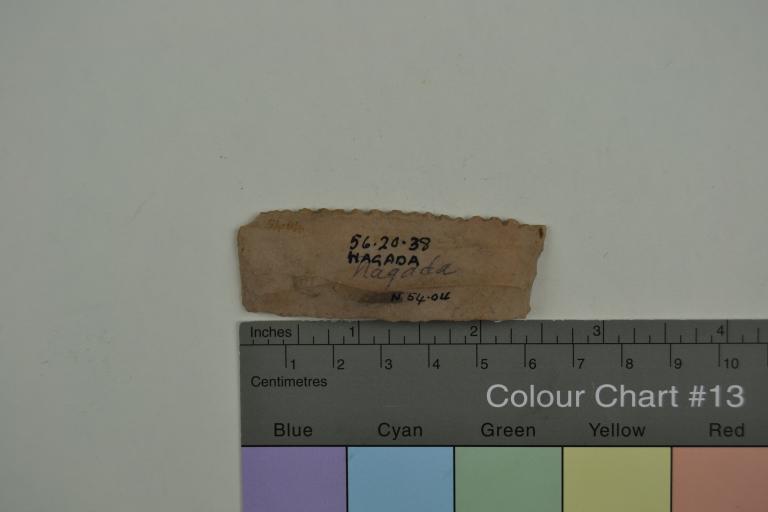 56.20.38
NAGADA
Nagada
N.54.04
Inches 1 2 3 4
1 2 3 4 5 6 7 8 9 10
Centimetres
Colour Chart #13
Blue Cyan Green Yellow Red